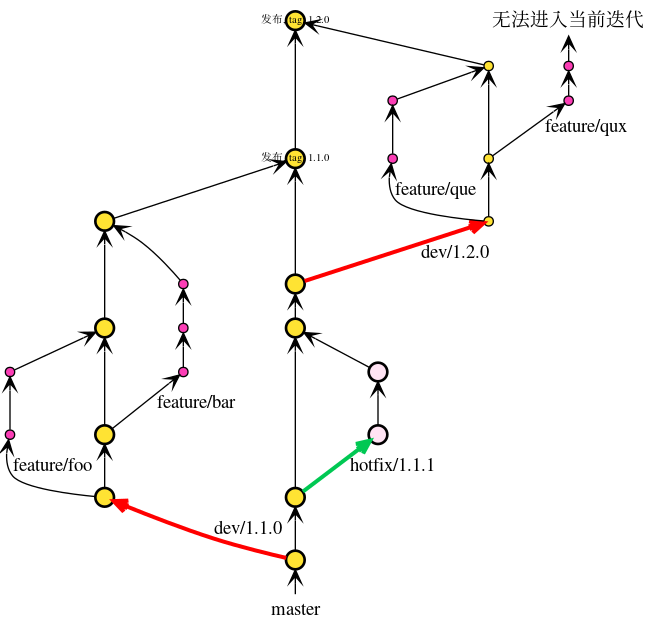 发布 tag 1.2.0
无法进入当前迭代
feature/qux
发布 tag 1.1.0
feature/que
dev/1.2.0
feature/bar
feature/foo
hotfix/1.1.1
dev/1.1.0
master